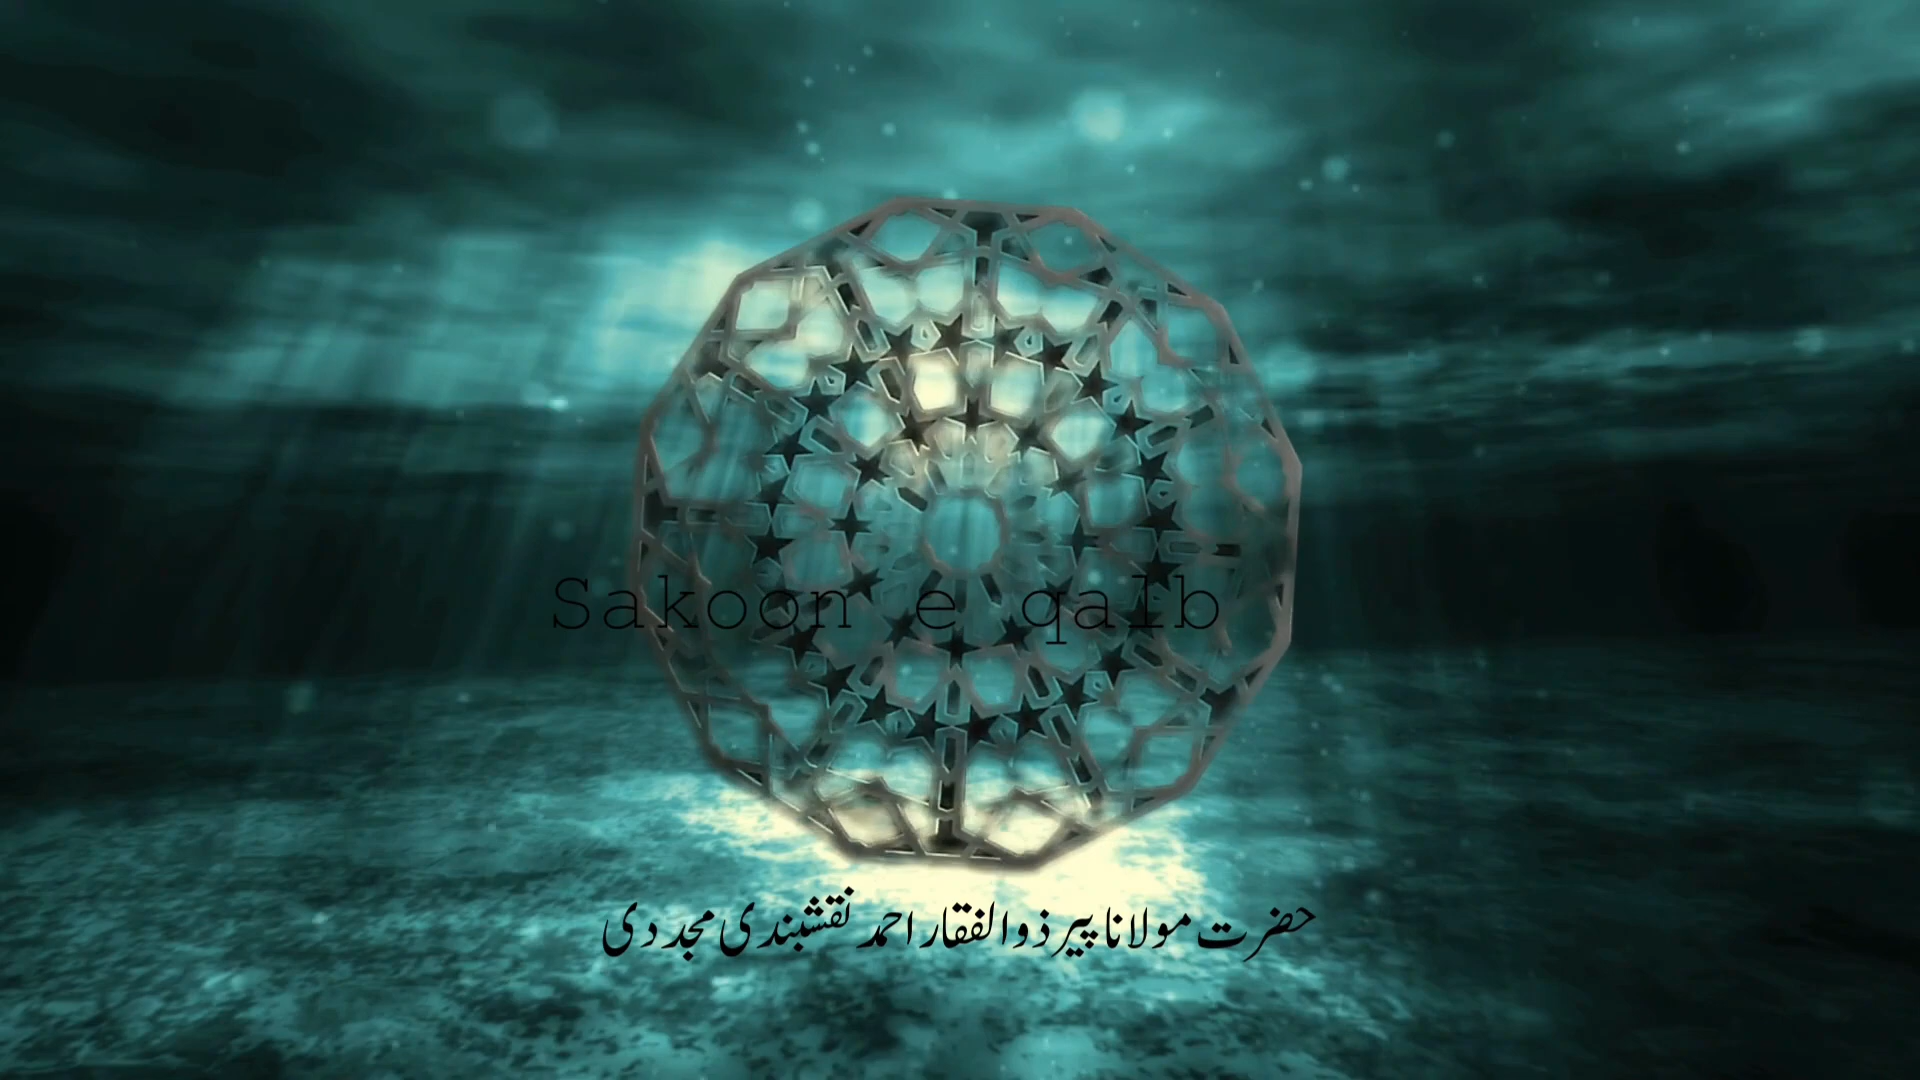 Sakoon e qalb
حضرت مولانا پیر ذوالفقار احمد نقشبندی مجددی